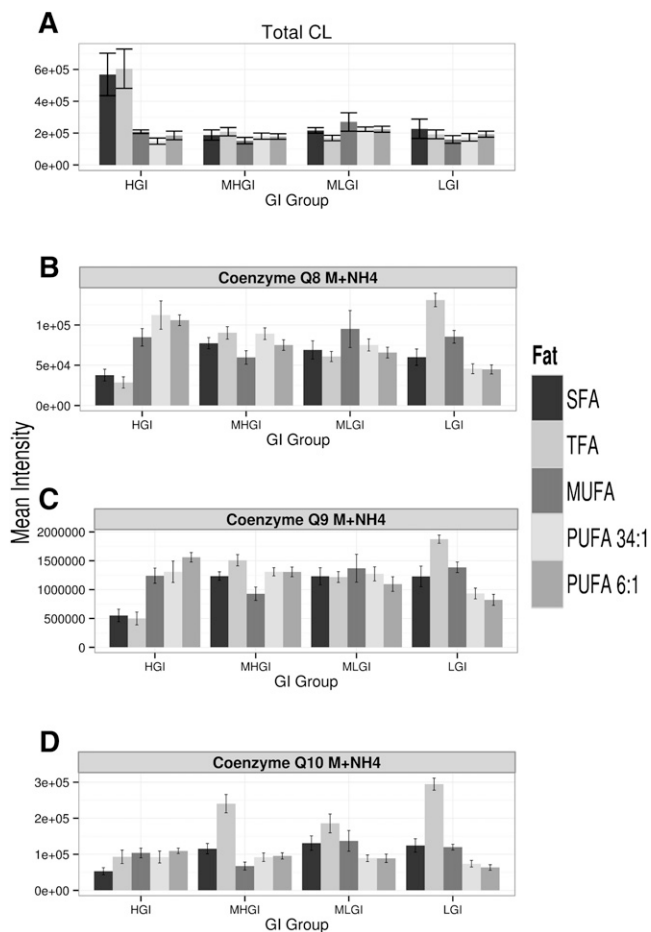 A
Total CL
6e+05
4e+05
2e+05
0e+00
HGI MHGI MLGI LGI
GI Group
B
Coenzyme Q8 M+NH4
1e+05
5e+04
0e+00
HGI MHGI MLGI LGI
GI Group
Mean Intensity
C
Coenzyme Q9 M+NH4
2000000
1500000
1000000
500000
0
HGI MHGI MLGI LGI
GI Group
D
Coenzyme Q10 M+NH4
3e+05
2e+05
1e+05
0e+00
HGI MHGI MLGI LGI
GI Group
Fat
SFA
TFA
MUFA
PUFA 34:1
PUFA 6:1